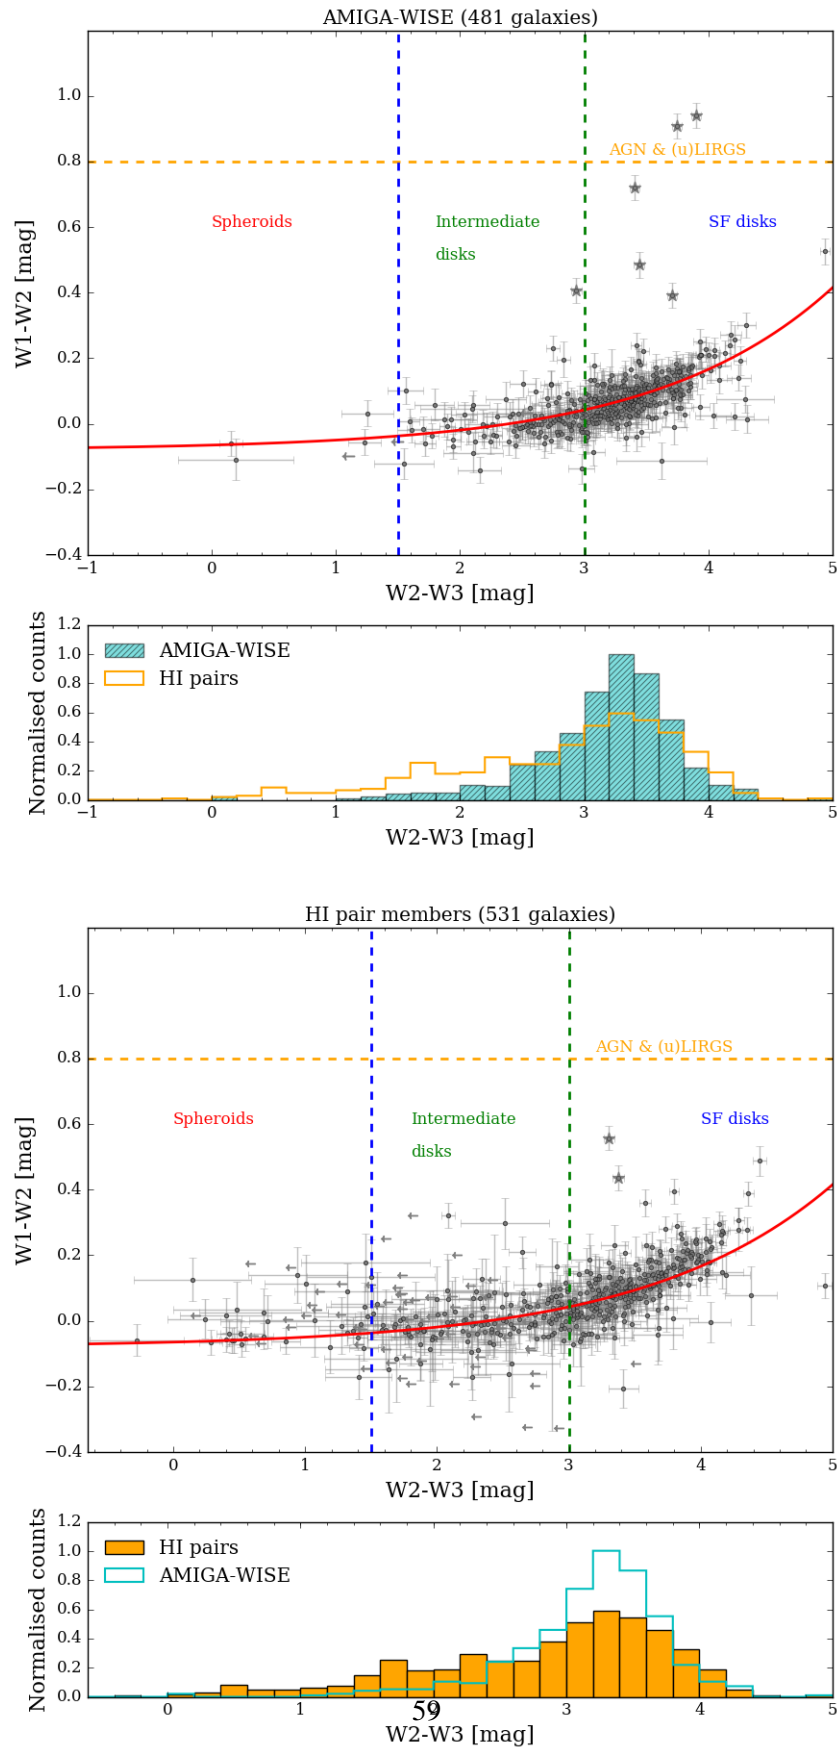 AMIGA-WISE (481 galaxies)
1.0
0.8
0.6
0.4
0.2
0.0
−0.2
−0.4
W1-W2 [mag]
AGN & (u)LIRGS
Spheroids
Intermediate
disks
SF disks
−1 0 1 2 3 4 5
W2-W3 [mag]
1.2
1.0
0.8
0.6
0.4
0.2
0.0
Normalised counts
AMIGA-WISE
HI pairs
−1 0 1 2 3 4 5
W2-W3 [mag]
HI pair members (531 galaxies)
1.0
0.8
0.6
0.4
0.2
0.0
−0.2
−0.4
W1-W2 [mag]
AGN & (u)LIRGS
Spheroids
Intermediate
disks
SF disks
0 1 2 3 4 5
W2-W3 [mag]
1.2
1.0
0.8
0.6
0.4
0.2
0.0
Normalised counts
HI pairs
AMIGA-WISE
0 1 2 3 4 5
59
W2-W3 [mag]